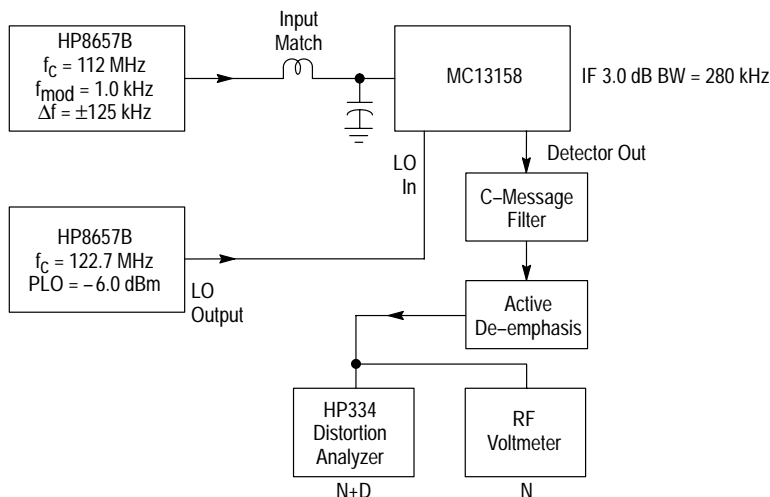 HP8657B
fC = 112 MHz
fmod = 1.0 kHz
Δf = ±125 kHz
Input
Match
MC13158
IF 3.0 dB BW = 280 kHz
LO
In
Detector Out
C–Message
Filter
HP8657B
fC = 122.7 MHz
PLO = –6.0 dBm
LO
Output
Active
De–emphasis
HP334
Distortion
Analyzer
RF
Voltmeter
N+D
N